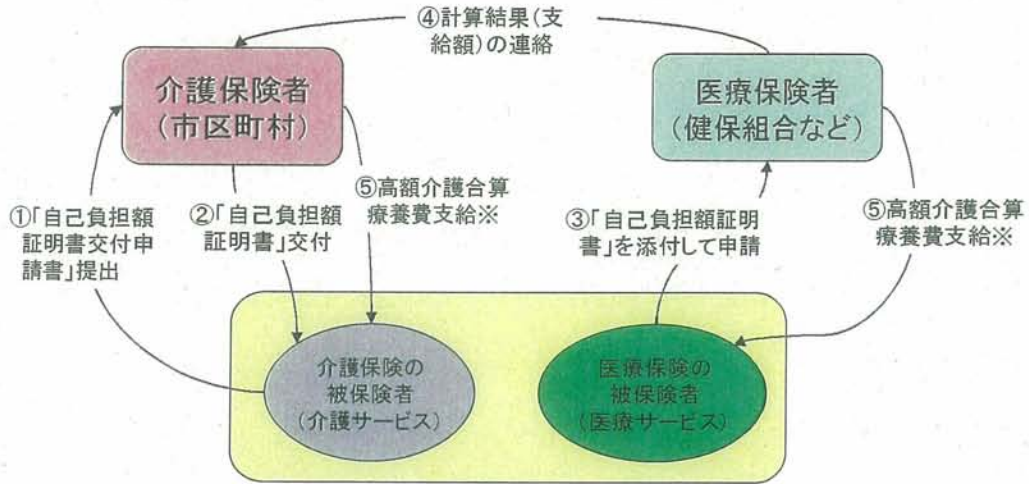 ④計算結果(支
給額)の連絡
介護保険者
(市区町村)
医療保険者
(健保組合など)
①「自己負担額
証明書交付申
請書」提出
②「自己負担額
証明書」交付
⑤高額介護合算
療養費支給※
③「自己負担額証明
書」を添付して申請
⑤高額介護合算
療養費支給※
介護保険の
被保険者
(介護サービス)
医療保険の
被保険者
(医療サービス)